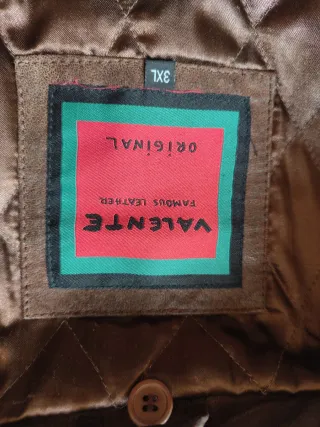 VALENTE
FAMOUS LEATHER
ORIGINAL
3XL